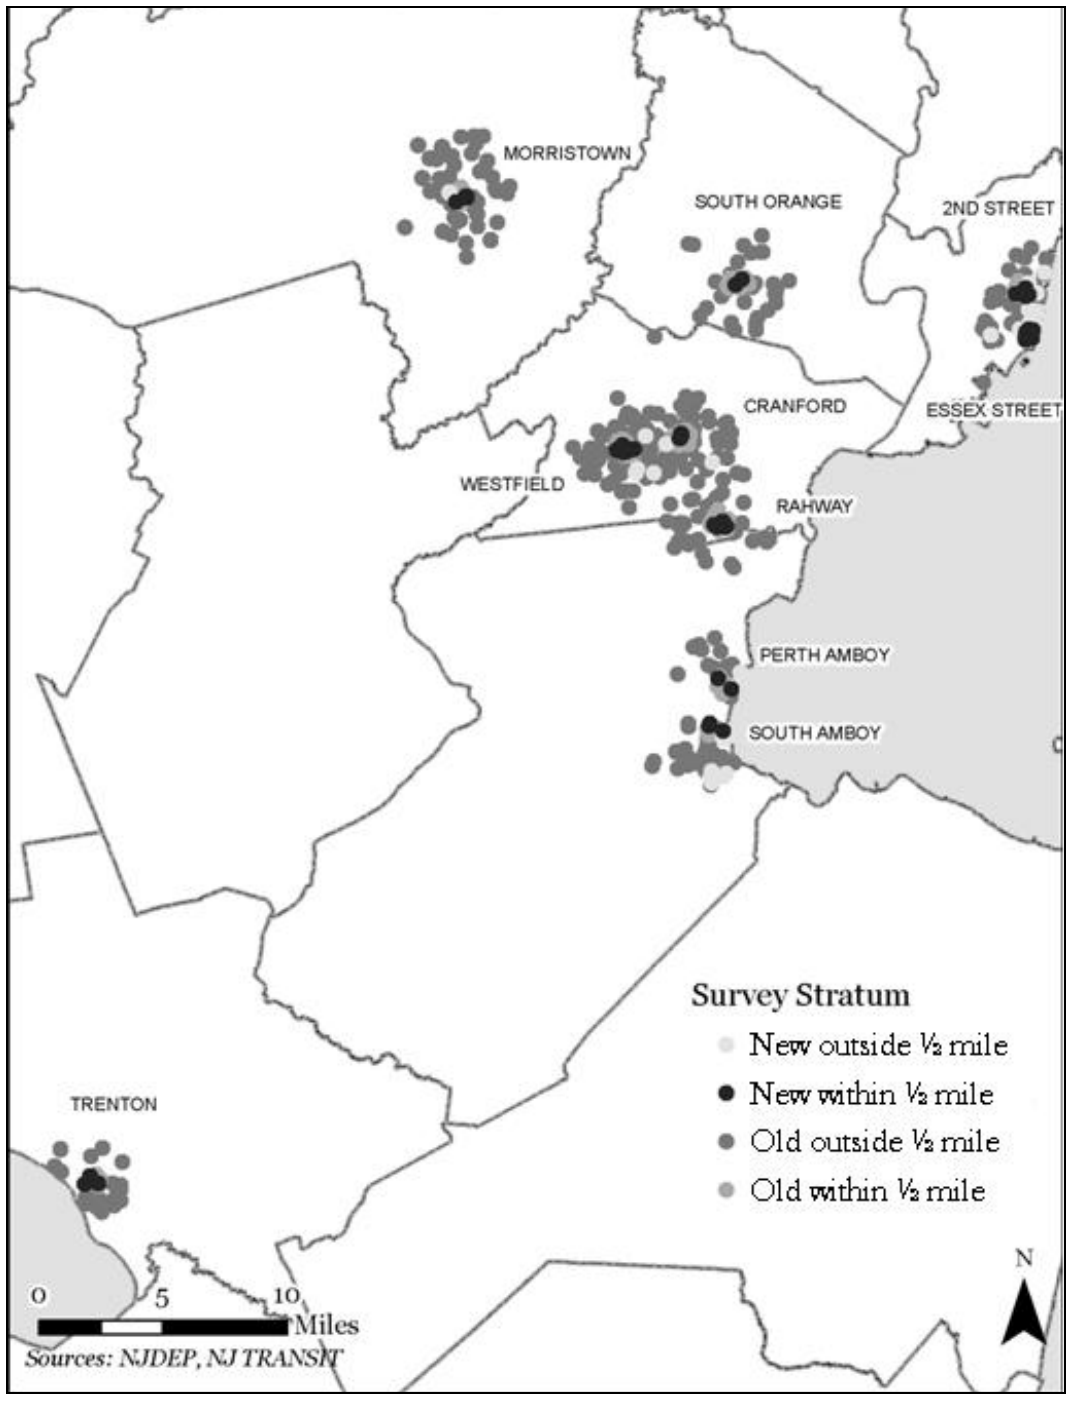 MORRISTOWN
SOUTH ORANGE
2ND STREET
CRANFORD
ESSEX STREET
WESTFIELD
RAHWAY
PERTH AMBOY
SOUTH AMBOY
Survey Stratum
New outside ½ mile
New within ½ mile
Old outside ½ mile
Old within ½ mile
TRENTON
N
0 5 10
Miles
Sources: NJDEP, NJ TRANSIT